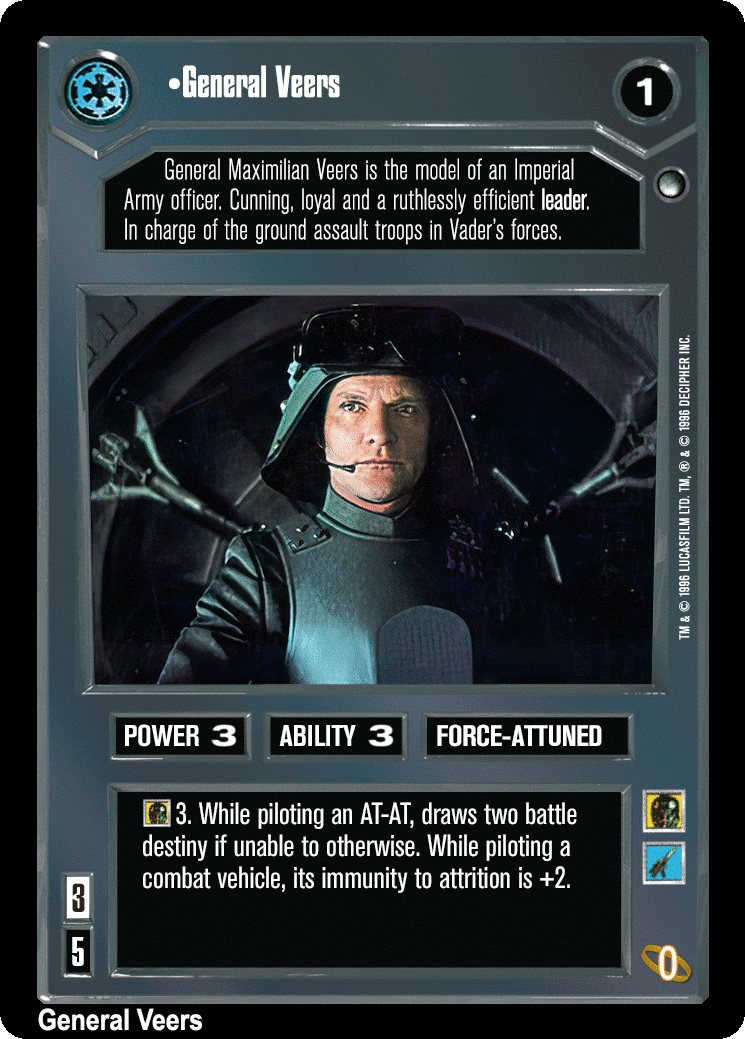 •General Veers
1
General Maximilian Veers is the model of an Imperial
Army officer. Cunning, loyal and a ruthlessly efficient leader.
In charge of the ground assault troops in Vader's forces.
TM & © 1996 LUCASFILM LTD. TM, ® & © 1996 DECIPHER INC.
POWER 3
ABILITY 3
FORCE-ATTUNED
3. While piloting an AT-AT, draws two battle
destiny if unable to otherwise. While piloting a
combat vehicle, its immunity to attrition is +2.
3
5
0
General Veers